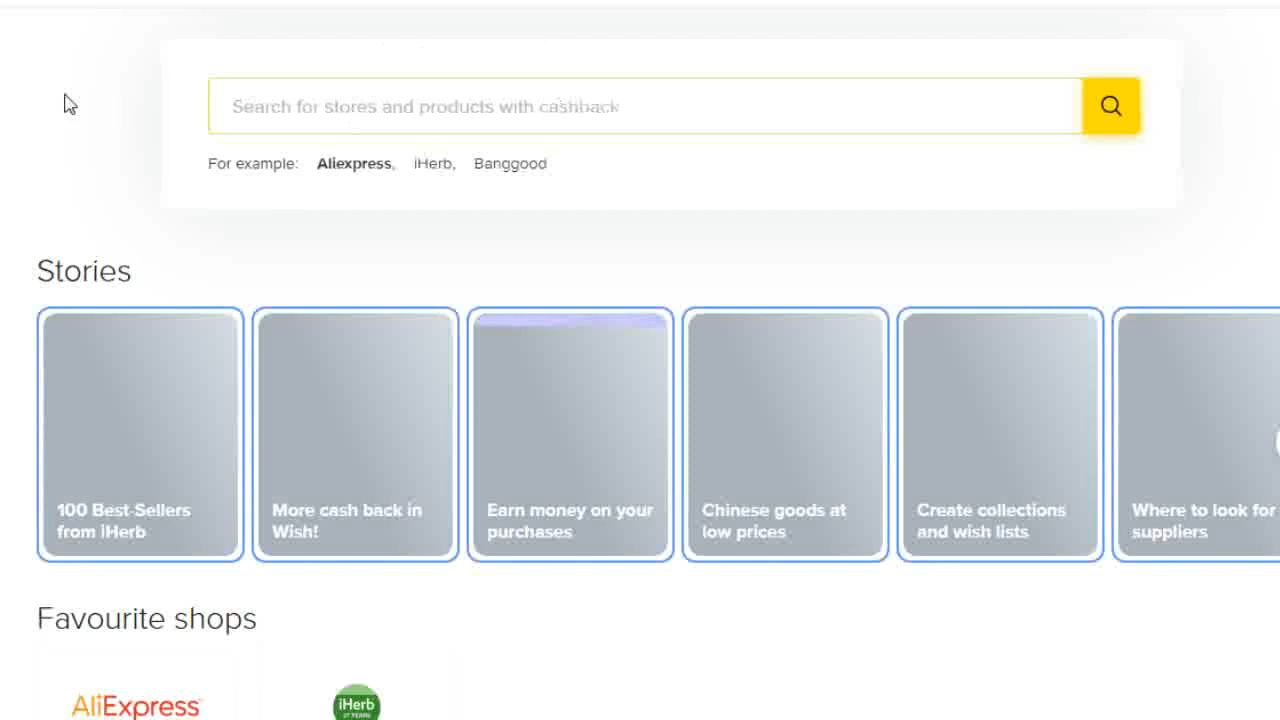 Search for stores and products with cashback
For example: Aliexpress, iHerb, Banggood
Stories
100 Best-Sellers
from iHerb
More cash back in
Wish!
Earn money on your
purchases
Chinese goods at
low prices
Create collections
and wish lists
Where to look for
suppliers
Favourite shops
AliExpress
iHerb